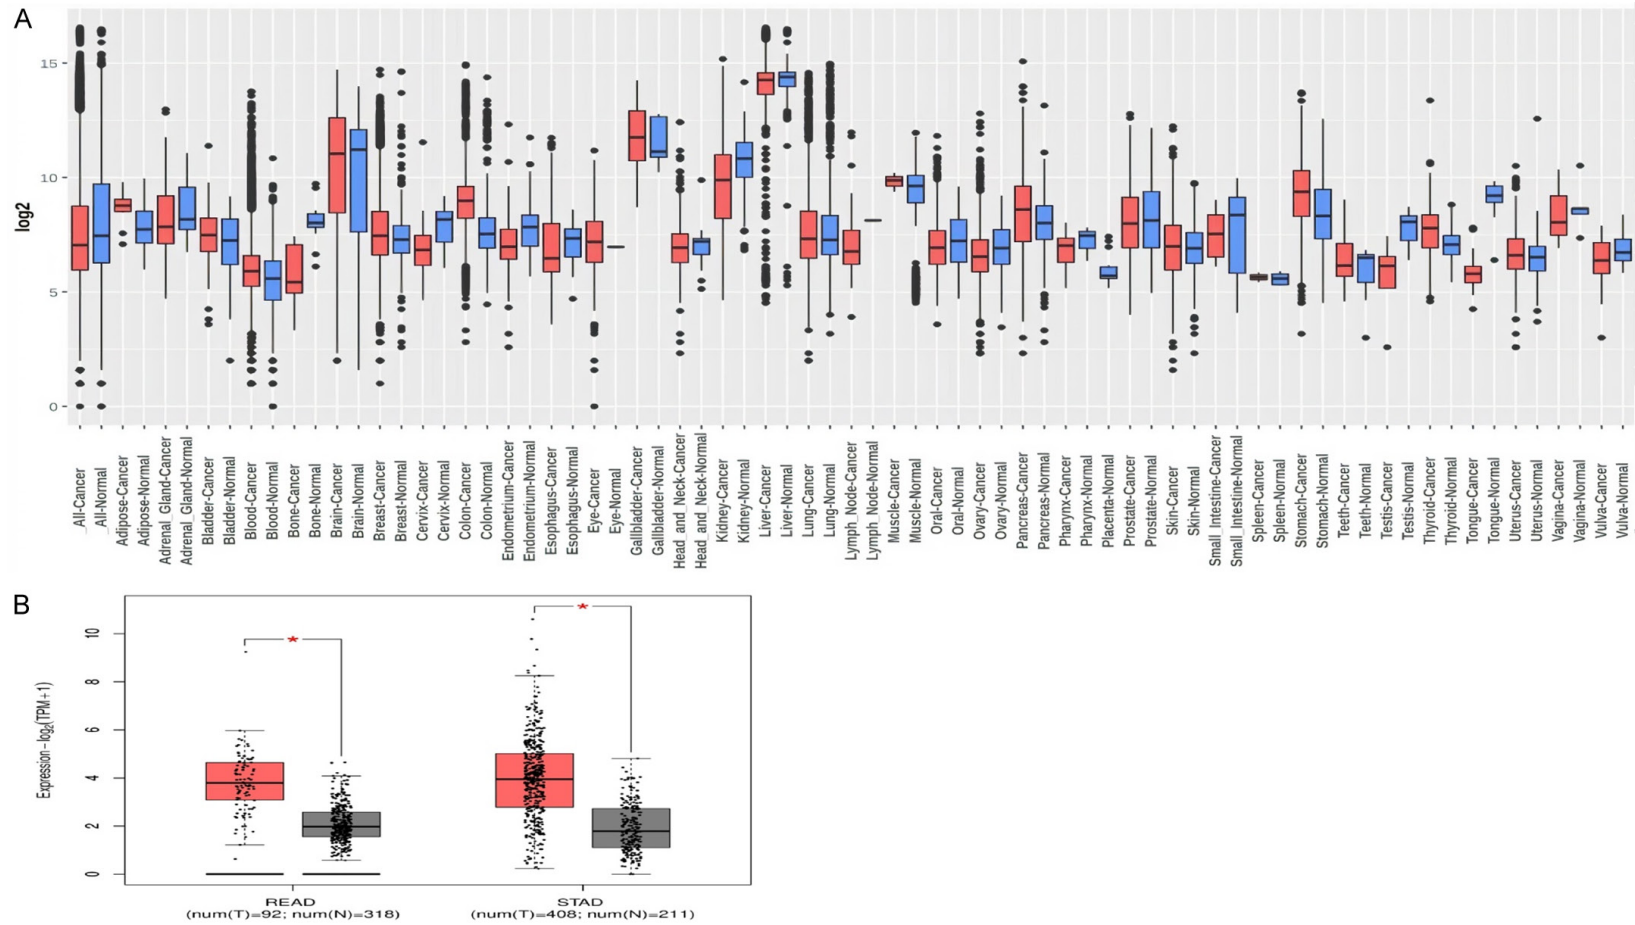 A
log2
15
10
5
0
_All-Cancer
_All-Normal
Adipose-Cancer
Adipose-Normal
Adrenal_Gland-Cancer
Adrenal_Gland-Normal
Bladder-Cancer
Bladder-Normal
Blood-Cancer
Blood-Normal
Bone-Cancer
Bone-Normal
Brain-Cancer
Brain-Normal
Breast-Cancer
Breast-Normal
Cervix-Cancer
Cervix-Normal
Colon-Cancer
Colon-Normal
Endometrium-Cancer
Endometrium-Normal
Esophagus-Cancer
Esophagus-Normal
Eye-Cancer
Eye-Normal
Gallbladder-Cancer
Gallbladder-Normal
Head_and_Neck-Cancer
Head_and_Neck-Normal
Kidney-Cancer
Kidney-Normal
Liver-Cancer
Liver-Normal
Lung-Cancer
Lung-Normal
Lymph_Node-Cancer
Lymph_Node-Normal
Muscle-Cancer
Muscle-Normal
Oral-Cancer
Oral-Normal
Ovary-Cancer
Ovary-Normal
Pancreas-Cancer
Pancreas-Normal
Pharynx-Cancer
Pharynx-Normal
Placenta-Normal
Prostate-Cancer
Prostate-Normal
Skin-Cancer
Skin-Normal
Small_Intestine-Cancer
Small_Intestine-Normal
Spleen-Cancer
Spleen-Normal
Stomach-Cancer
Stomach-Normal
Teeth-Cancer
Teeth-Normal
Testis-Cancer
Testis-Normal
Thyroid-Cancer
Thyroid-Normal
Tongue-Cancer
Tongue-Normal
Uterus-Cancer
Uterus-Normal
Vagina-Cancer
Vagina-Normal
Vulva-Cancer
Vulva-Normal
B
Expression-log₂(TPM+1)
10
8
6
4
2
0
*
*
READ
(num(T)=92; num(N)=318)
STAD
(num(T)=408; num(N)=211)